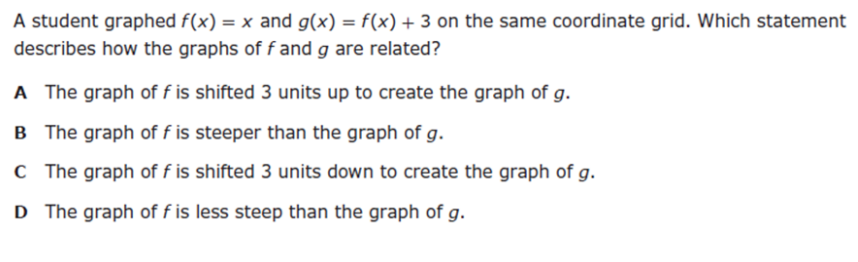 A student graphed f(x) = x and g(x) = f(x) + 3 on the same coordinate grid. Which statement
describes how the graphs of f and g are related?
A The graph of f is shifted 3 units up to create the graph of g.
B The graph of f is steeper than the graph of g.
C The graph of f is shifted 3 units down to create the graph of g.
D The graph of f is less steep than the graph of g.